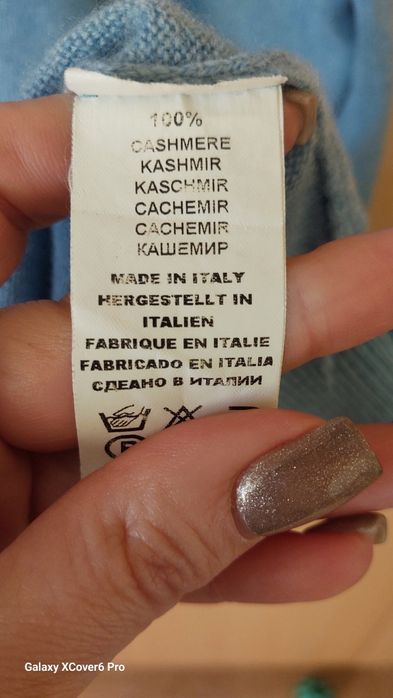 100%
CASHMERE
KASHMIR
KASCHMIR
CACHEMIR
CACHEMIR
КАШЕМИР
MADE IN ITALY
HERGESTELLT IN
ITALIEN
FABRIQUE EN ITALIE
FABRICADO EN ITALIA
СДЕАНО В ИТАЛИИ
Galaxy XCover6 Pro